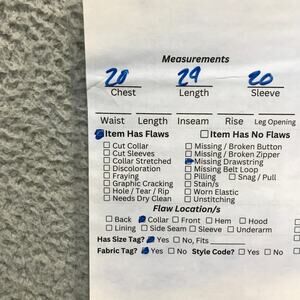 Measurements
20 29 20
Chest Length Sleeve
Waist Length Inseam Rise Leg Opening
Item Has Flaws Item Has No Flaws
Cut Collar Missing / Broken Button
Cut Sleeves Missing / Broken Zipper
Collar Stretched Missing Drawstring
Discoloration Missing Belt Loop
Fraying Pilling Snag / Pull
Graphic Cracking Stain/s
Hole / Tear / Rip Worn Elastic
Needs Dry Clean Unstitching
Flaw Location/s
Back Collar Front Hem Hood
Lining Side Seam Sleeve Underarm
Has Size Tag? Yes No, Fits
Fabric Tag? Yes No Style Code? Yes No